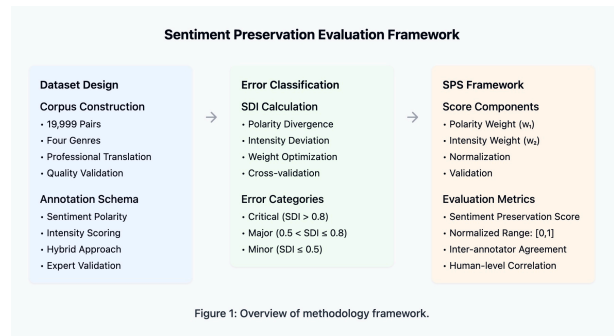 Sentiment Preservation Evaluation Framework
Dataset Design
Corpus Construction
• 19,999 Pairs
• Four Genres
• Professional Translation
• Quality Validation
Annotation Schema
• Sentiment Polarity
• Intensity Scoring
• Hybrid Approach
• Expert Validation
→
Error Classification
SDI Calculation
• Polarity Divergence
• Intensity Deviation
• Weight Optimization
• Cross-validation
Error Categories
• Critical (SDI > 0.8)
• Major (0.5 < SDI ≤ 0.8)
• Minor (SDI ≤ 0.5)
→
SPS Framework
Score Components
• Polarity Weight (w₁)
• Intensity Weight (w₂)
• Normalization
• Validation
Evaluation Metrics
• Sentiment Preservation Score
• Normalized Range: [0,1]
• Inter-annotator Agreement
• Human-level Correlation
Figure 1: Overview of methodology framework.